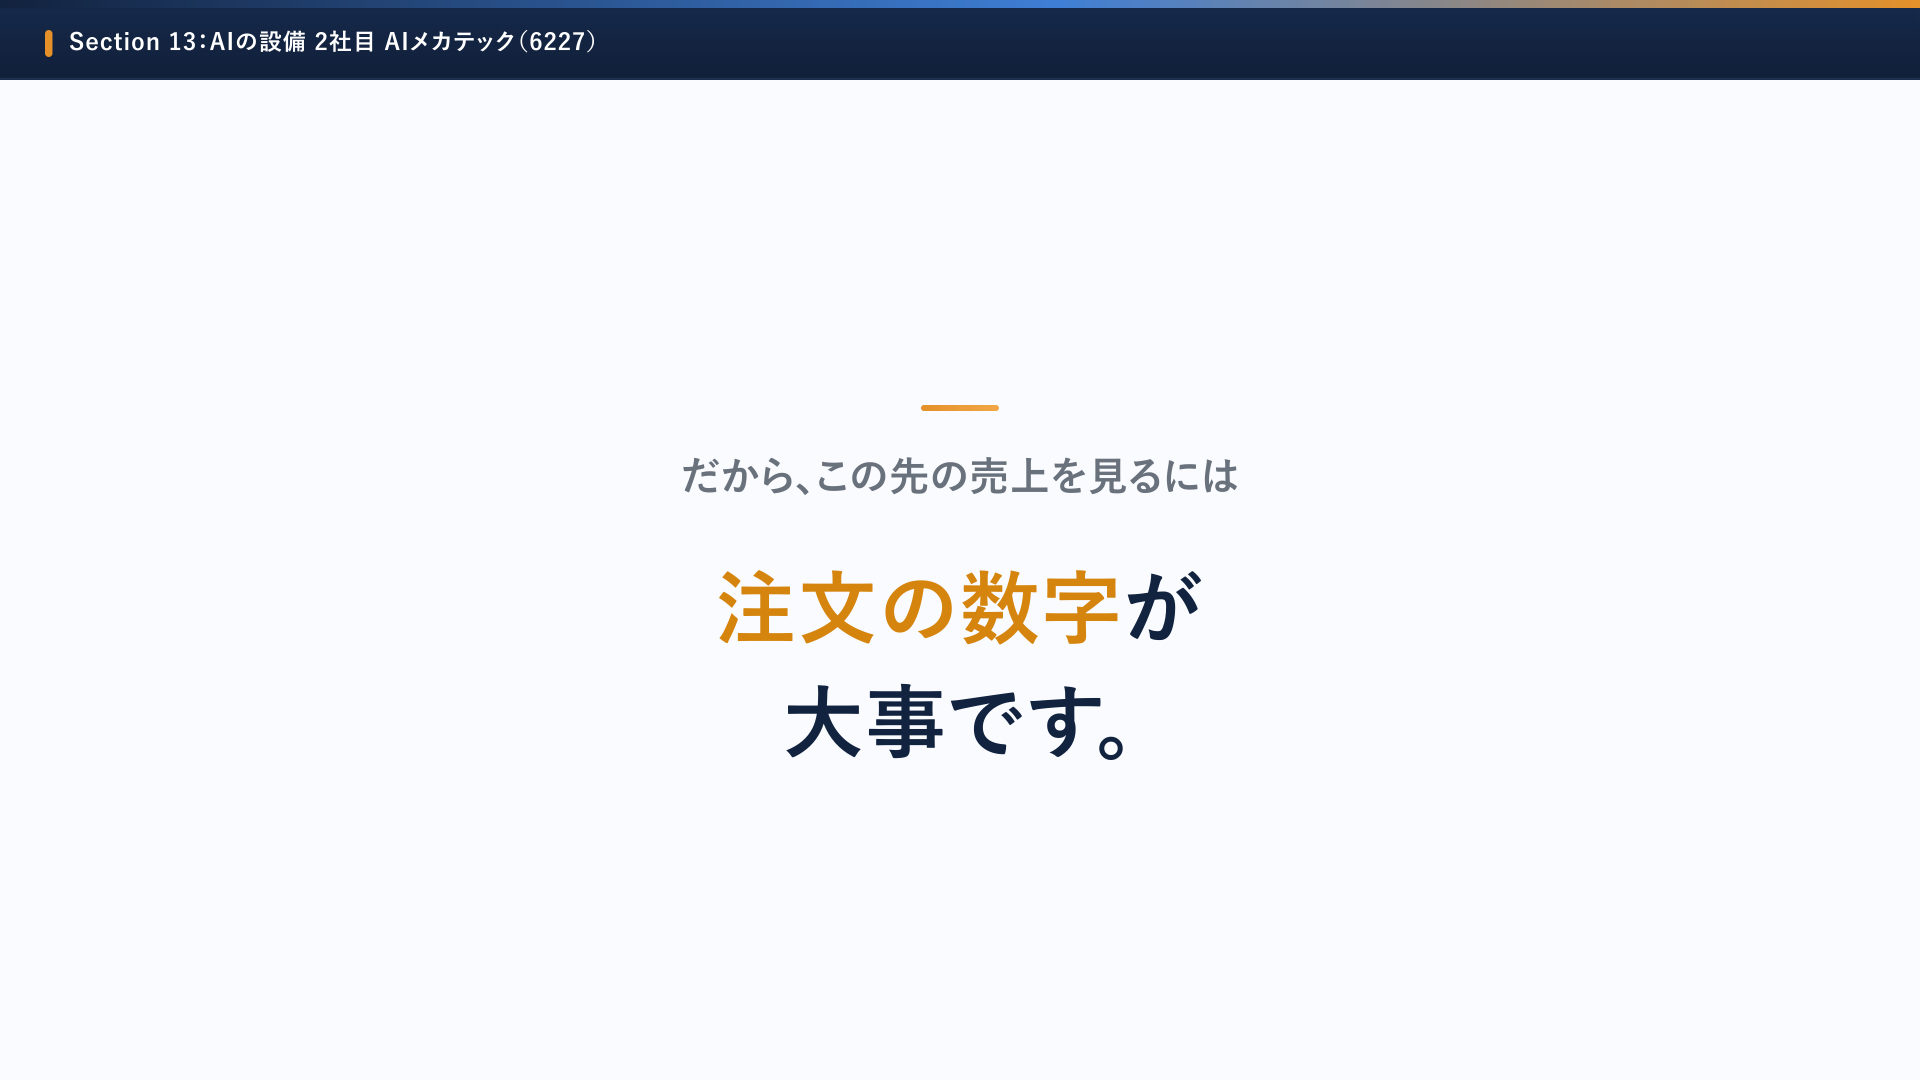 Section 13：AIの設備 2社目 AIメカテック（6227）
だから、この先の売上を見るには
注文の数字が
大事です。